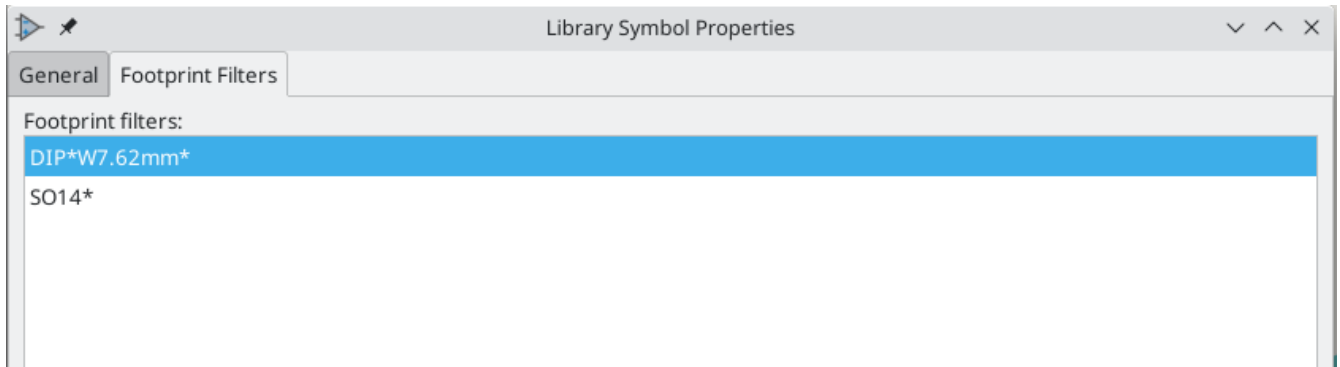 Library Symbol Properties
General Footprint Filters
Footprint filters:
DIP*W7.62mm*
SO14*